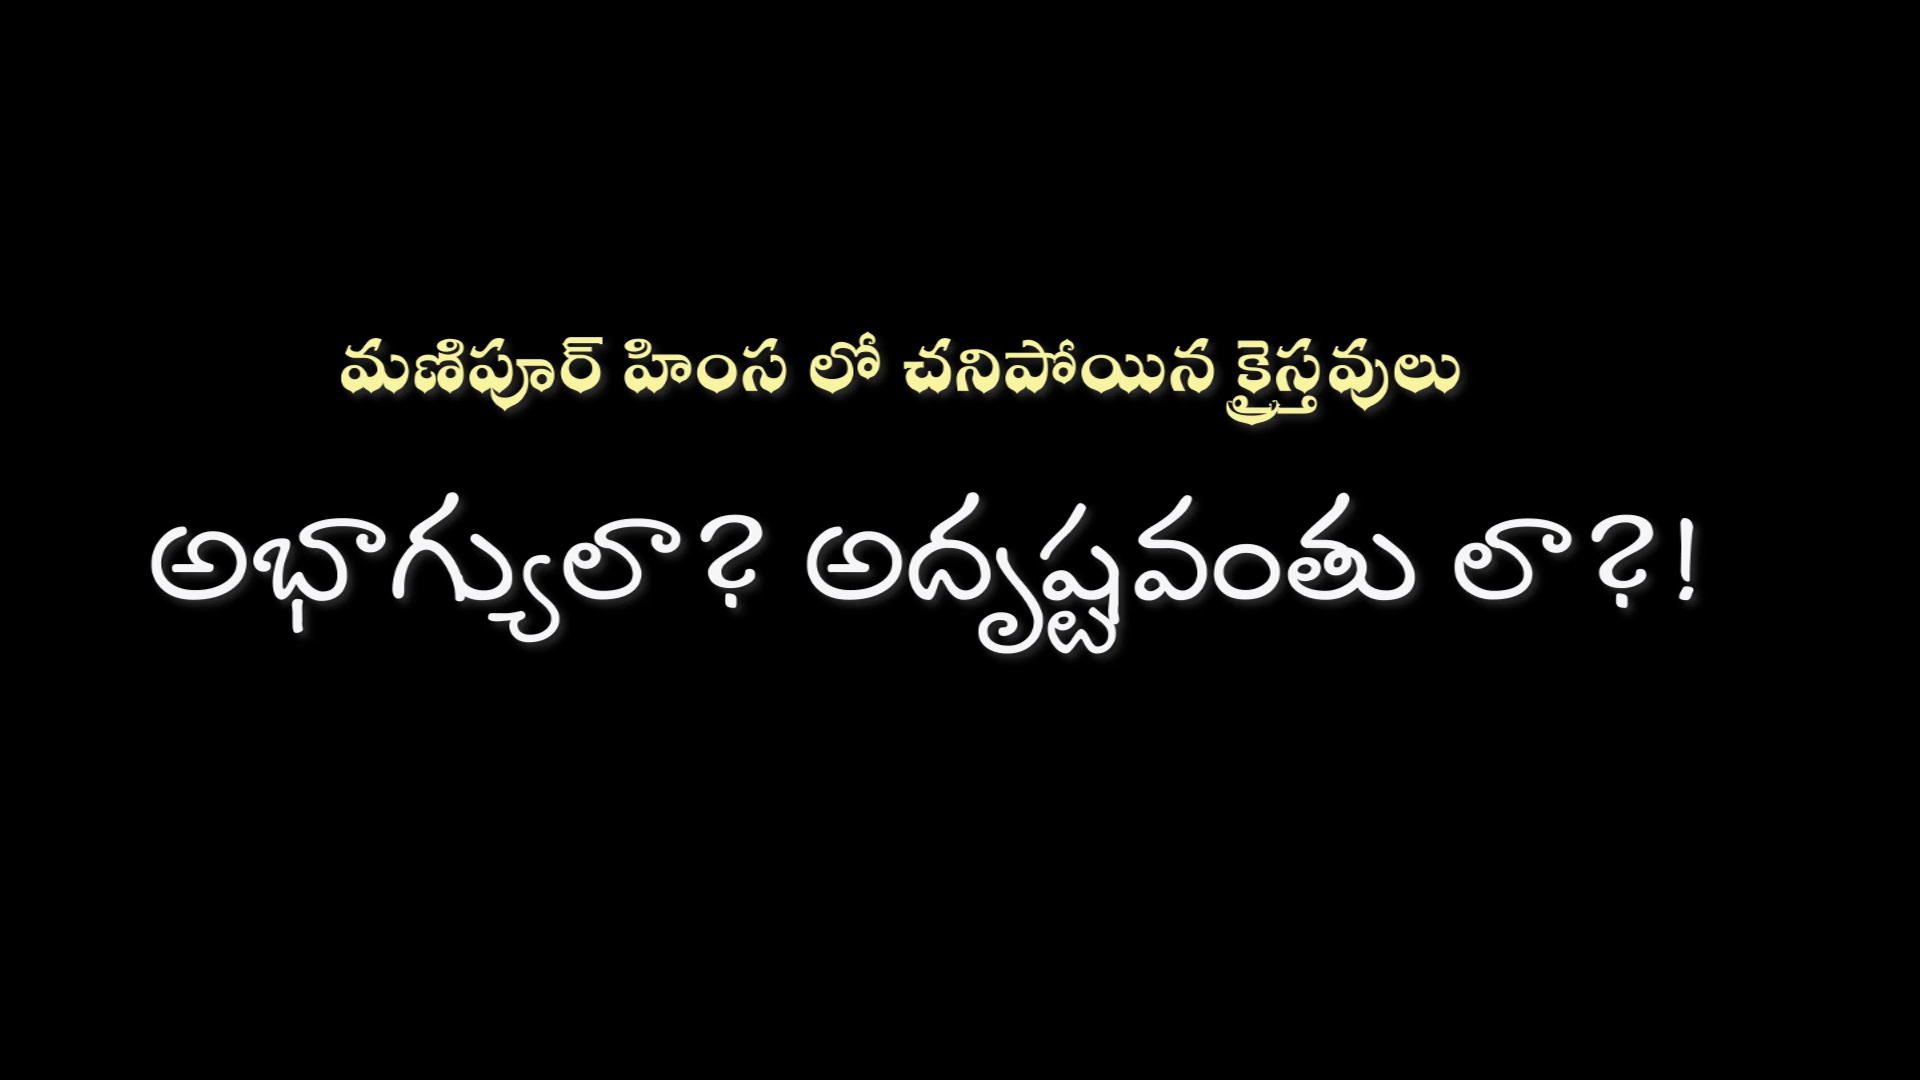 మణిపూర్ హింస లో చనిపోయిన క్రైస్తవులు
అభాగ్యులా? అదృష్టవంతు లా?!